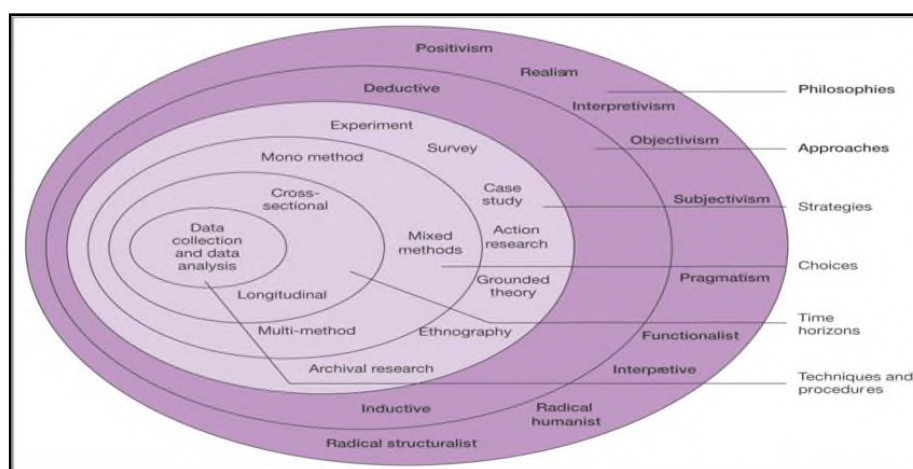 Positivism
Realism
Deductive
Philosophies
Interpretivism
Experiment
Objectivism
Survey
Approaches
Mono method
Case
study
Cross-
sectional
Subjectivism
Strategies
Data
collection
and data
analysis
Mixed
methods
Action
research
Choices
Grounded
theory
Pragmatism
Longitudinal
Time
horizons
Multi-method
Ethnography
Functionalist
Archival research
Interpretive
Techniques and
procedures
Inductive
Radical
humanist
Radical structuralist